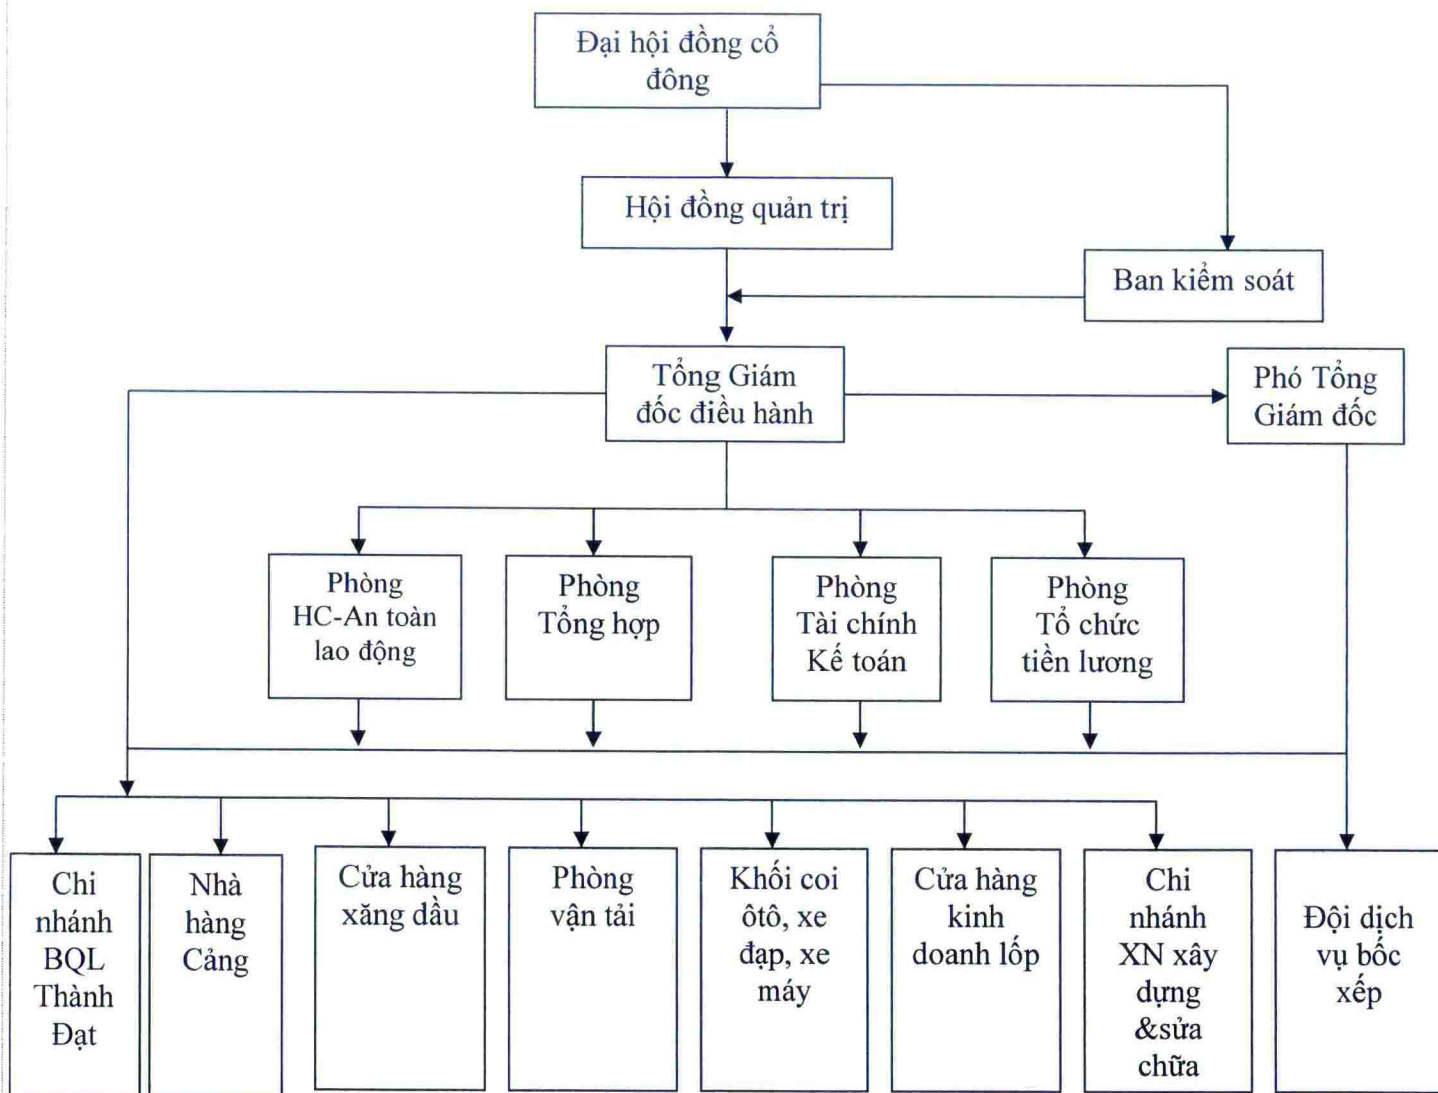 Đại hội đồng cổ
đông
Hội đồng quản trị
Ban kiểm soát
Tổng Giám
đốc điều hành
Phó Tổng
Giám đốc
Phòng
HC-An toàn
lao động
Phòng
Tổng hợp
Phòng
Tài chính
Kế toán
Phòng
Tổ chức
tiền lương
Chi
nhánh
BQL
Thành
Đạt
Nhà
hàng
Cảng
Cửa hàng
xăng dầu
Phòng
vận tải
Khối coi
ôtô, xe
đạp, xe
máy
Cửa hàng
kinh
doanh lốp
Chi
nhánh
XN xây
dựng
&sửa
chữa
Đội dịch
vụ bốc
xếp